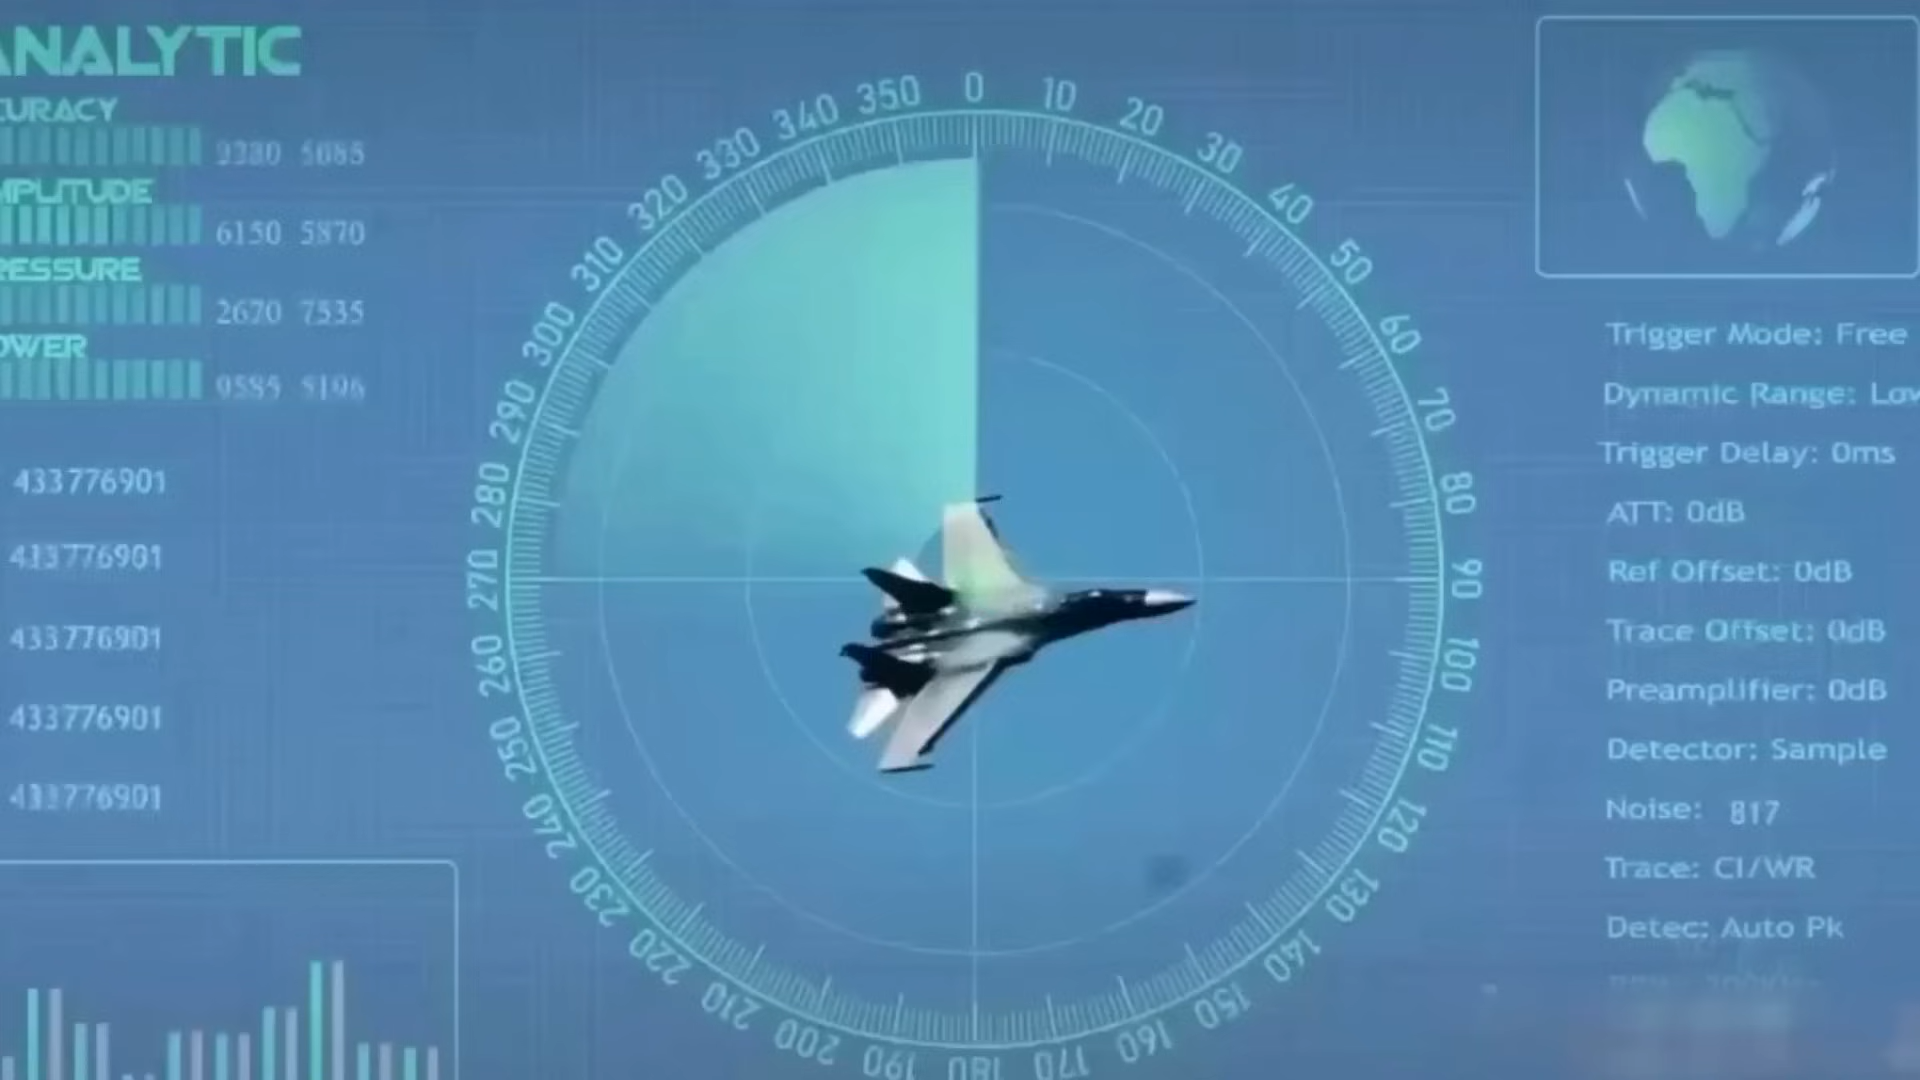 ANALYTIC
CURACY
9380 5085
MPLITUDE
6150 5870
RESSURE
2670 7535
OWER
9585 5196
433776901
433776901
433776901
433776901
433776901
0
10
20
30
40
50
60
70
80
90
100
110
120
130
140
150
160
170
180
190
200
210
220
230
240
250
260
270
280
290
300
310
320
330
340
350
Trigger Mode: Free
Dynamic Range: Low
Trigger Delay: 0ms
ATT: 0dB
Ref Offset: 0dB
Trace Offset: 0dB
Preamplifier: 0dB
Detector: Sample
Noise: 817
Trace: CI/WR
Detec: Auto Pk